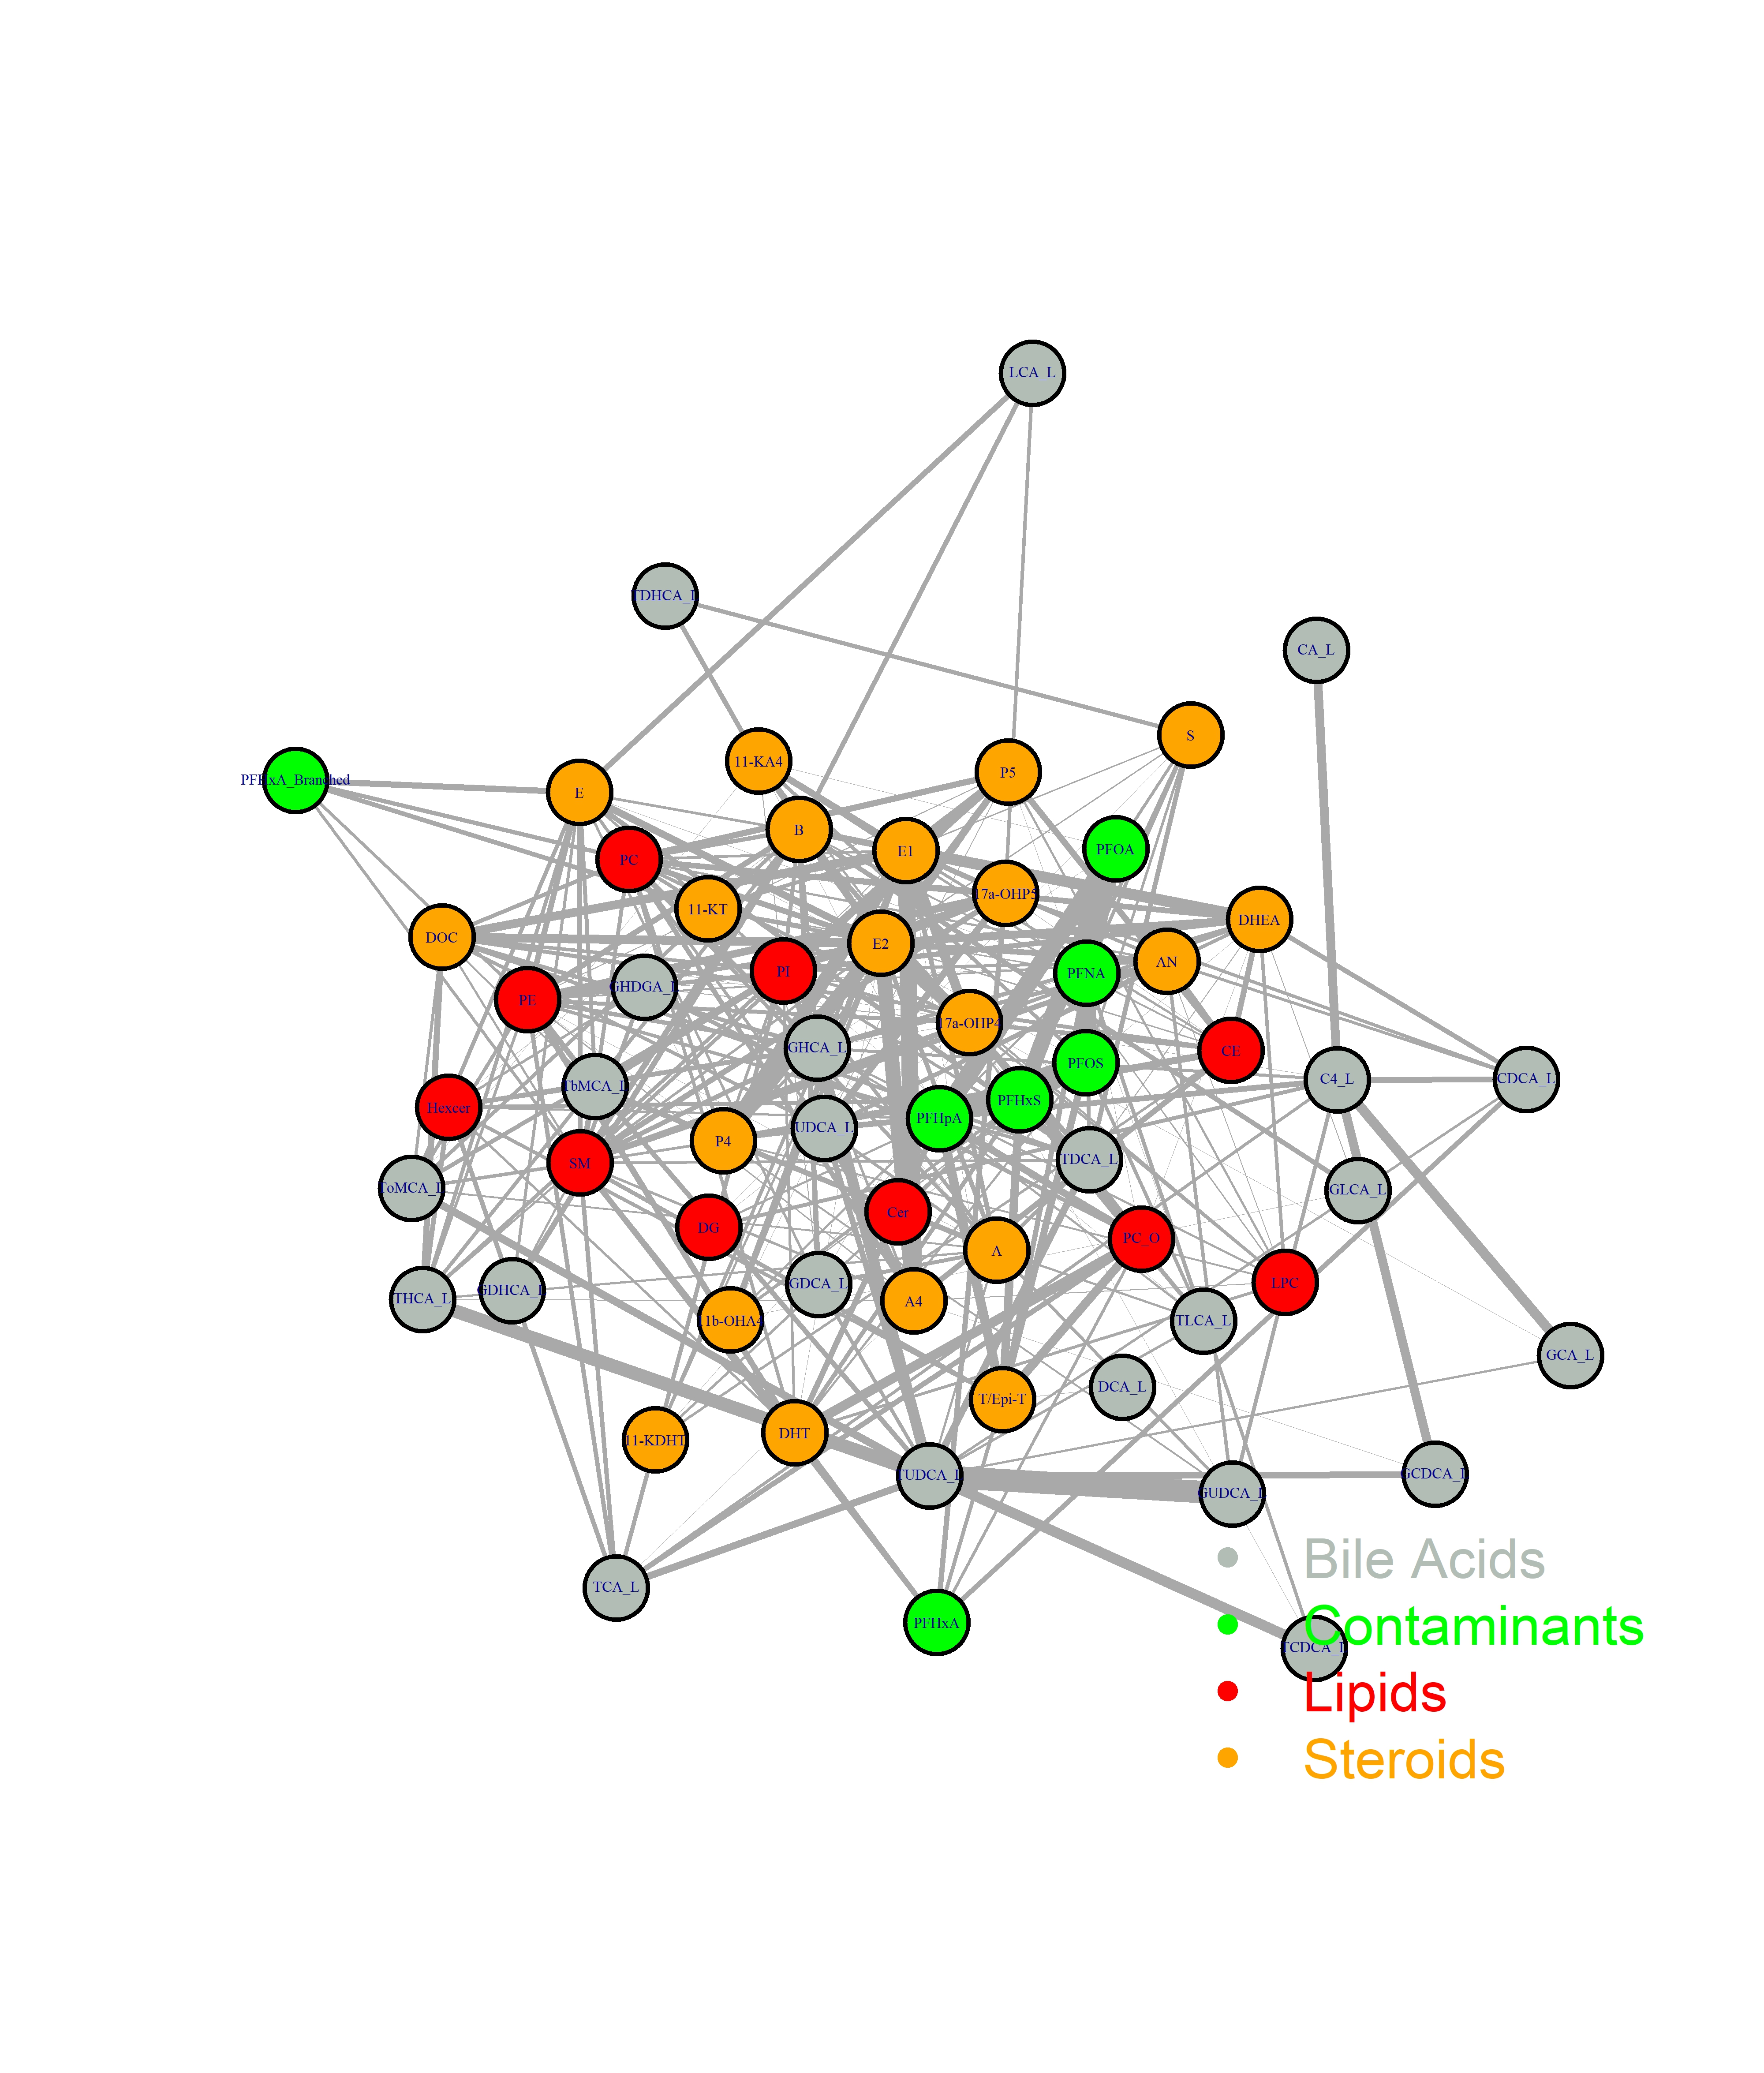 LCA_L
TDHCA_L
CA_L
S
11-KA4
P5
PFHxA_Branched
E
B
E1
PFOA
PC
17a-OHP5
11-KT
DHEA
DOC
E2
AN
PI
PFNA
GHDGA_L
PE
17a-OHP4
GHCA_L
CE
PFOS
C4_L
CDCA_L
TbMCA_L
PFHxS
Hexcer
PFHpA
UDCA_L
P4
TDCA_L
SM
ToMCA_L
GLCA_L
Cer
DG
PC_O
A
LPC
GDCA_L
GDHCA_L
THCA_L
A4
1b-OHA4
TLCA_L
GCA_L
DCA_L
T/Epi-T
DHT
11-KDHT
TUDCA_L
GCDCA_L
GUDCA_L
TCA_L
PFHxA
TCDCA_L
Bile Acids
Contaminants
Lipids
Steroids